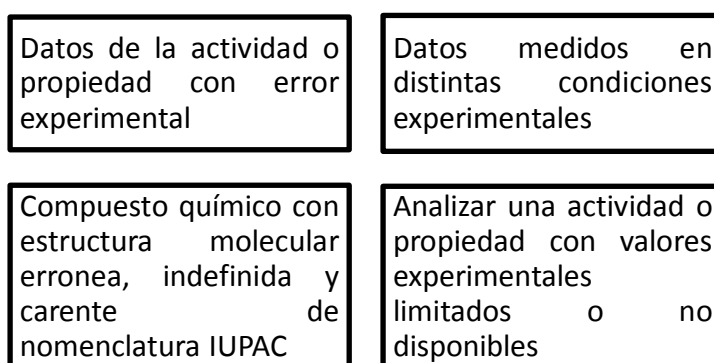 Datos de la actividad o
propiedad con error
experimental
Datos medidos en
distintas condiciones
experimentales
Compuesto químico con
estructura molecular
erronea, indefinida y
carente de
nomenclatura IUPAC
Analizar una actividad o
propiedad con valores
experimentales
limitados o no
disponibles